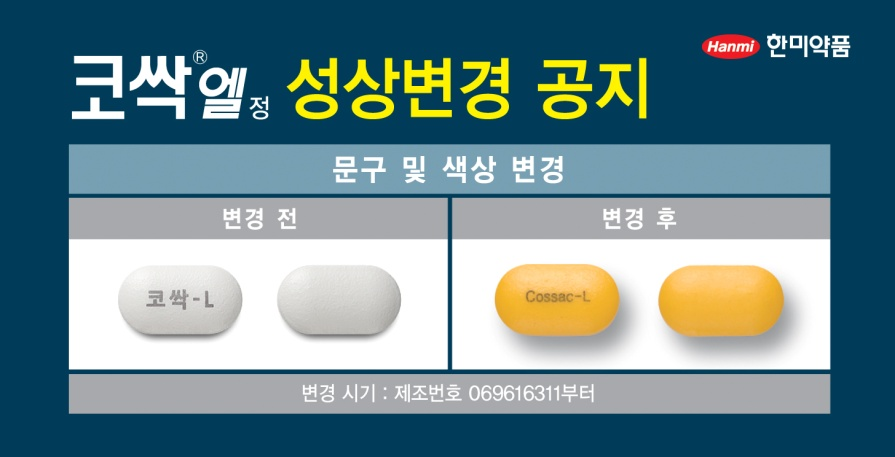 Hanmi 한미약품
코싹®엘정 성상변경 공지
문구 및 색상 변경
변경 전
변경 후
코싹-L
Cossac-L
변경 시기 : 제조번호 069616311부터